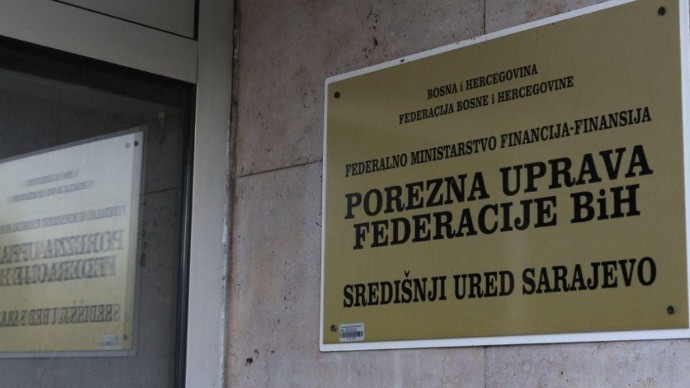 BOSNA i HERCEGOVINA
FEDERACIJA BOSNE i HERCEGOVINE
FEDERALNO MINISTARSTVO FINANCIJA-FINANSIJA
POREZNA UPRAVA
FEDERACIJE BiH
SREDIŠNJI URED SARAJEVO